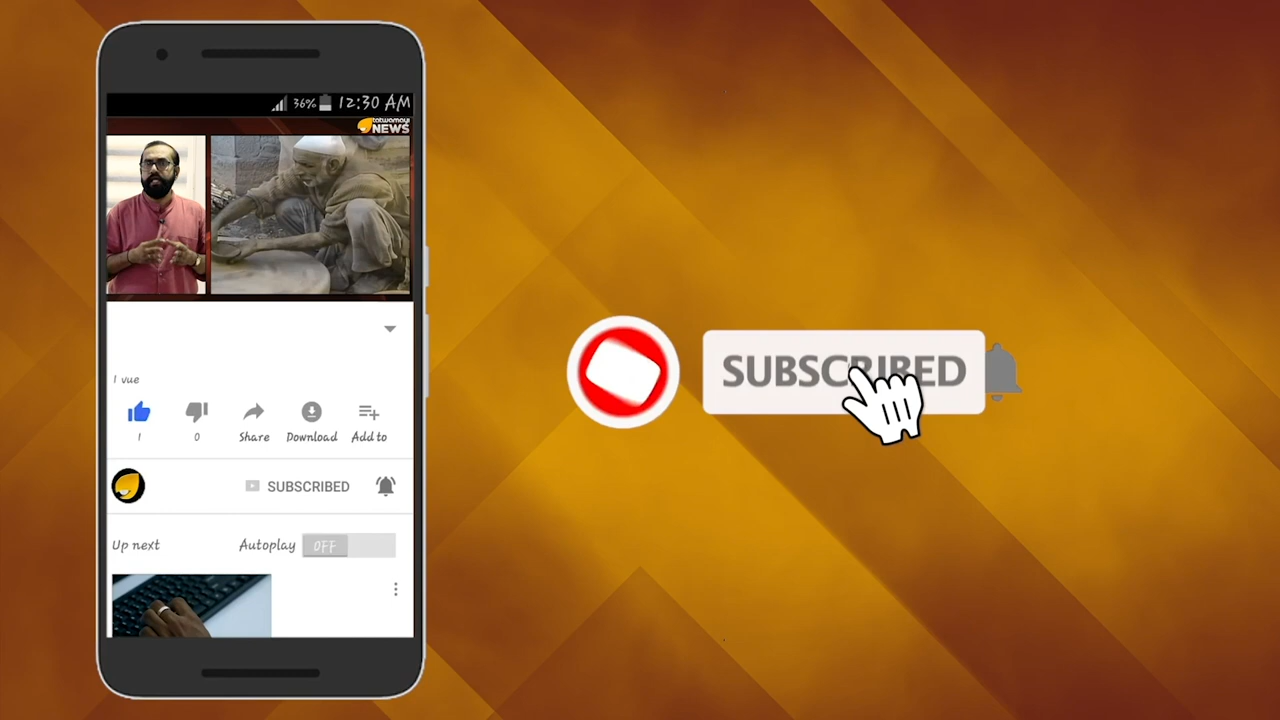 36% 12:30 AM
tatwamayi
NEWS
1 vue
1
0
Share
Download
Add to
SUBSCRIBED
Up next
Autoplay
OFF
SUBSCRIBED